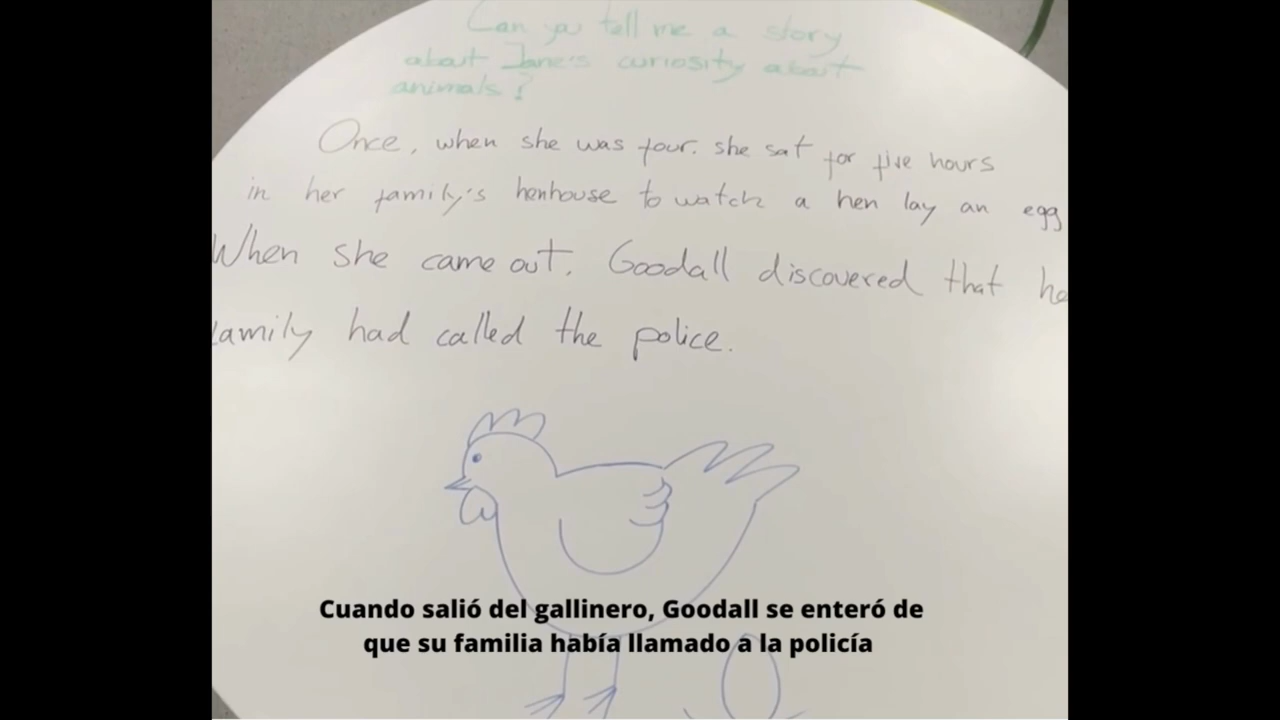 Can you tell me a story
about Jane's curiosity about
animals?
Once, when she was four. she sat for five hours
in her family's henhouse to watch a hen lay an egg
When she came out. Goodall discovered that he
family had called the police.
Cuando salió del gallinero, Goodall se enteró de
que su familia había llamado a la policía